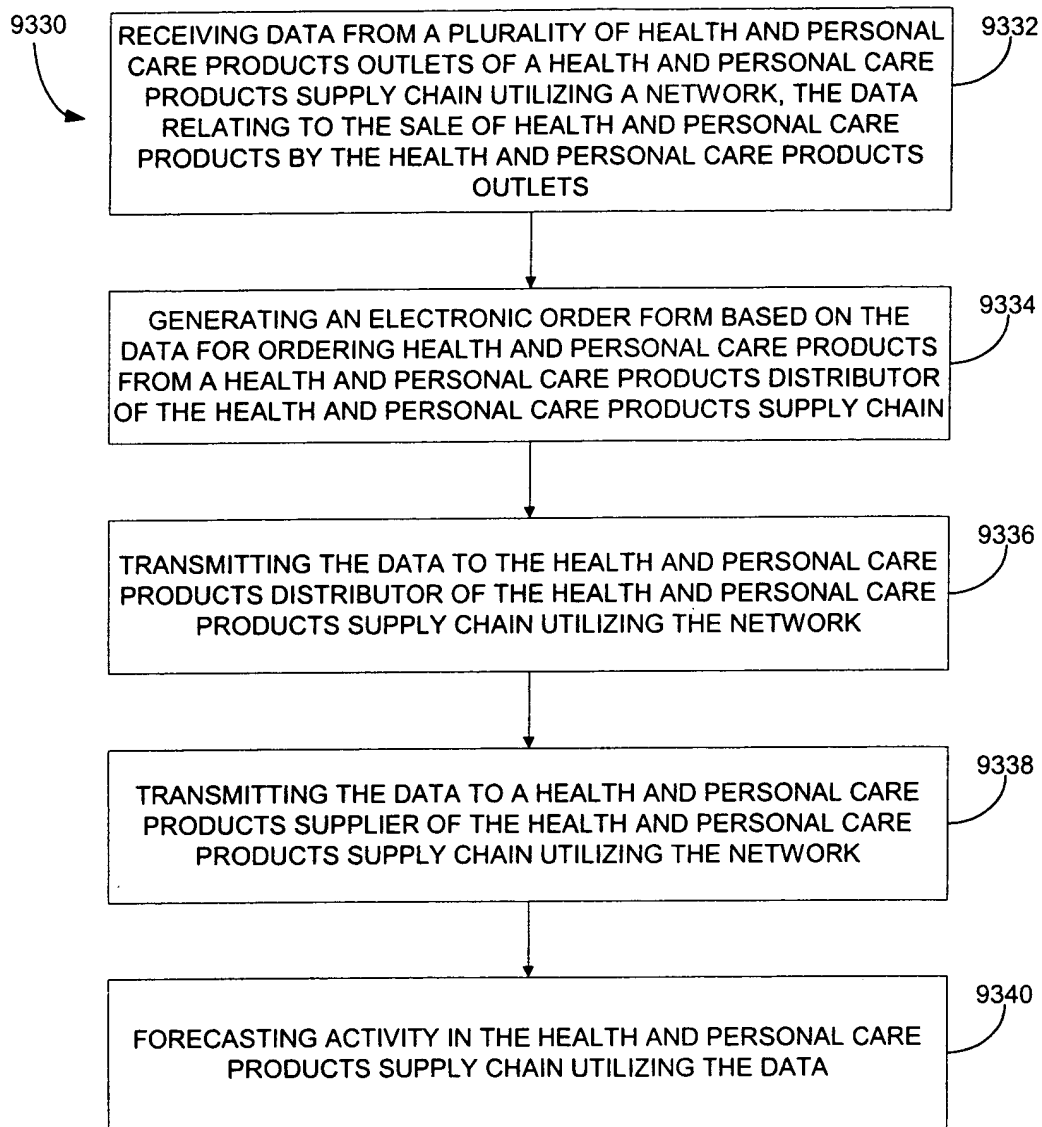 9330
RECEIVING DATA FROM A PLURALITY OF HEALTH AND PERSONAL
CARE PRODUCTS OUTLETS OF A HEALTH AND PERSONAL CARE
PRODUCTS SUPPLY CHAIN UTILIZING A NETWORK, THE DATA
RELATING TO THE SALE OF HEALTH AND PERSONAL CARE
PRODUCTS BY THE HEALTH AND PERSONAL CARE PRODUCTS
OUTLETS
9332
GENERATING AN ELECTRONIC ORDER FORM BASED ON THE
DATA FOR ORDERING HEALTH AND PERSONAL CARE PRODUCTS
FROM A HEALTH AND PERSONAL CARE PRODUCTS DISTRIBUTOR
OF THE HEALTH AND PERSONAL CARE PRODUCTS SUPPLY CHAIN
9334
TRANSMITTING THE DATA TO THE HEALTH AND PERSONAL CARE
PRODUCTS DISTRIBUTOR OF THE HEALTH AND PERSONAL CARE
PRODUCTS SUPPLY CHAIN UTILIZING THE NETWORK
9336
TRANSMITTING THE DATA TO A HEALTH AND PERSONAL CARE
PRODUCTS SUPPLIER OF THE HEALTH AND PERSONAL CARE
PRODUCTS SUPPLY CHAIN UTILIZING THE NETWORK
9338
FORECASTING ACTIVITY IN THE HEALTH AND PERSONAL CARE
PRODUCTS SUPPLY CHAIN UTILIZING THE DATA
9340